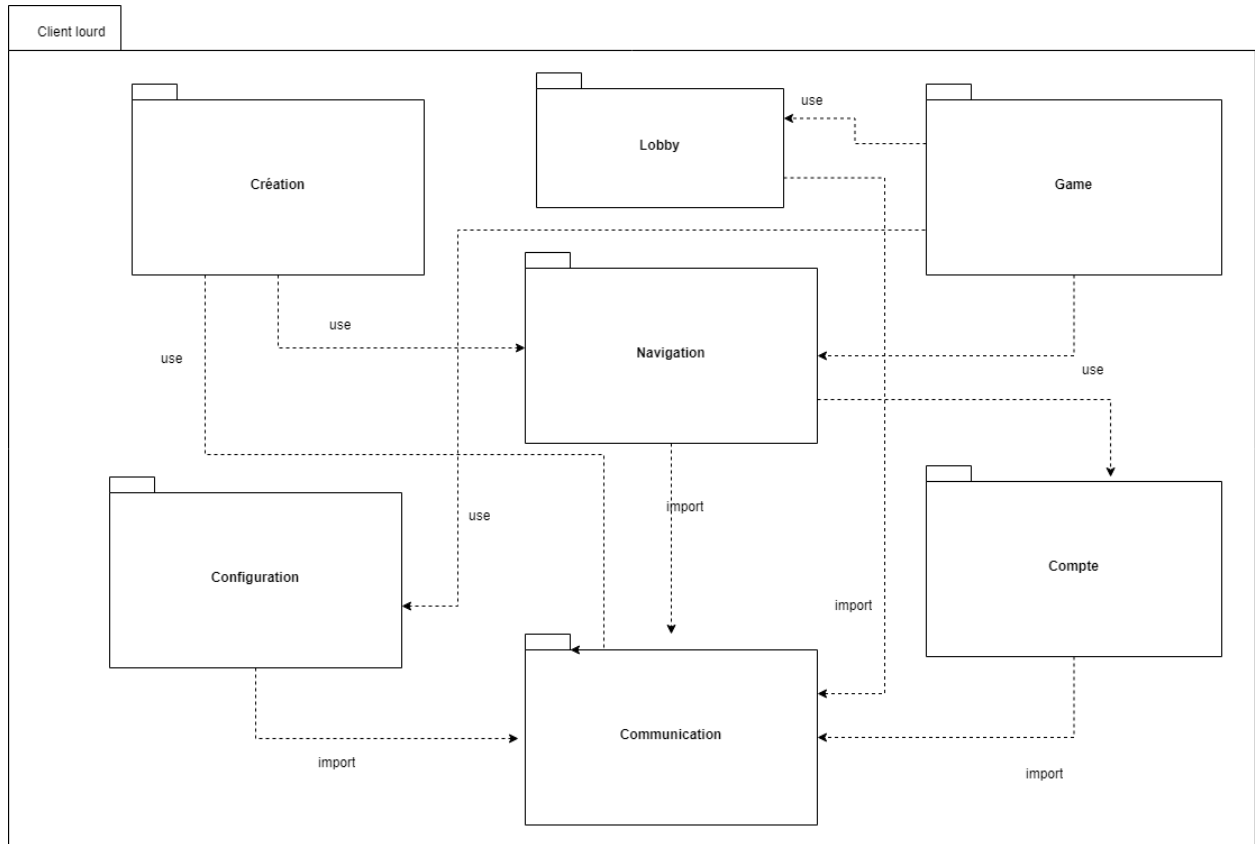 Client lourd
use
Lobby
Création
Game
use
Navigation
use
use
import
use
Compte
Configuration
import
Communication
import
import